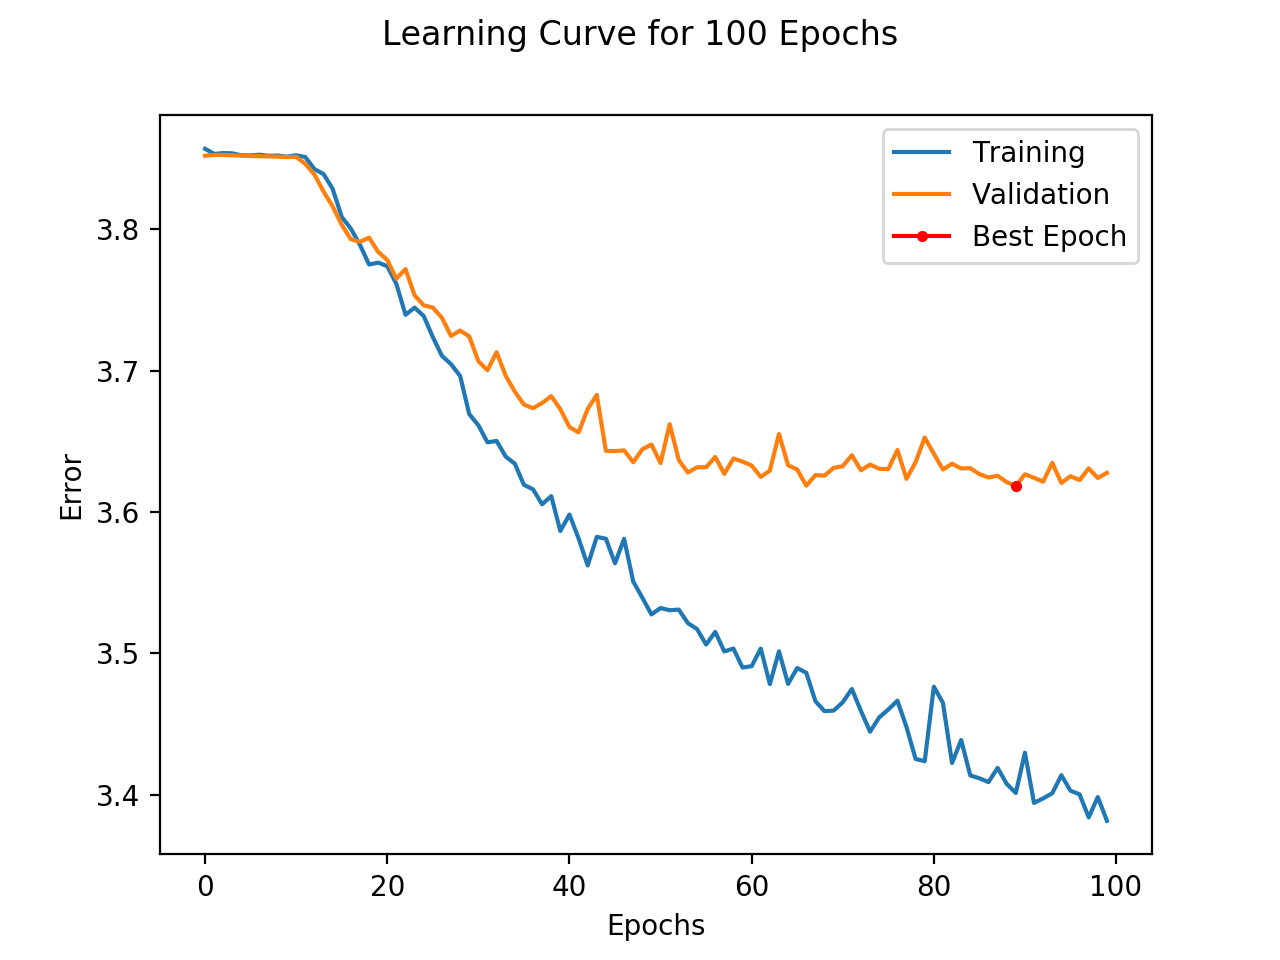 Learning Curve for 100 Epochs
Training
Validation
Best Epoch
3.8
3.7
3.6
3.5
3.4
Error
0 20 40 60 80 100
Epochs